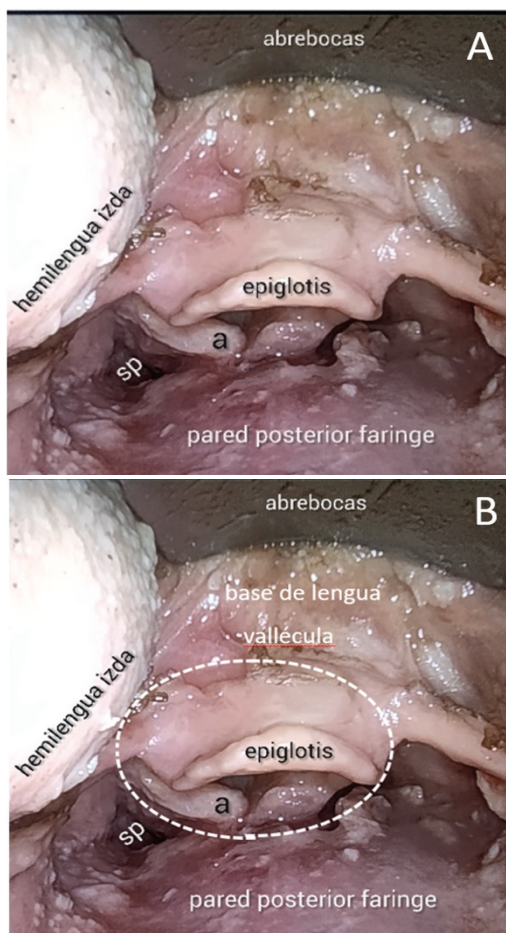 abrebocas
A
hemilengua izda
epiglotis
a
sp
pared posterior faringe
abrebocas
B
base de lengua
vallécula
hemilengua izda
epiglotis
a
sp
pared posterior faringe